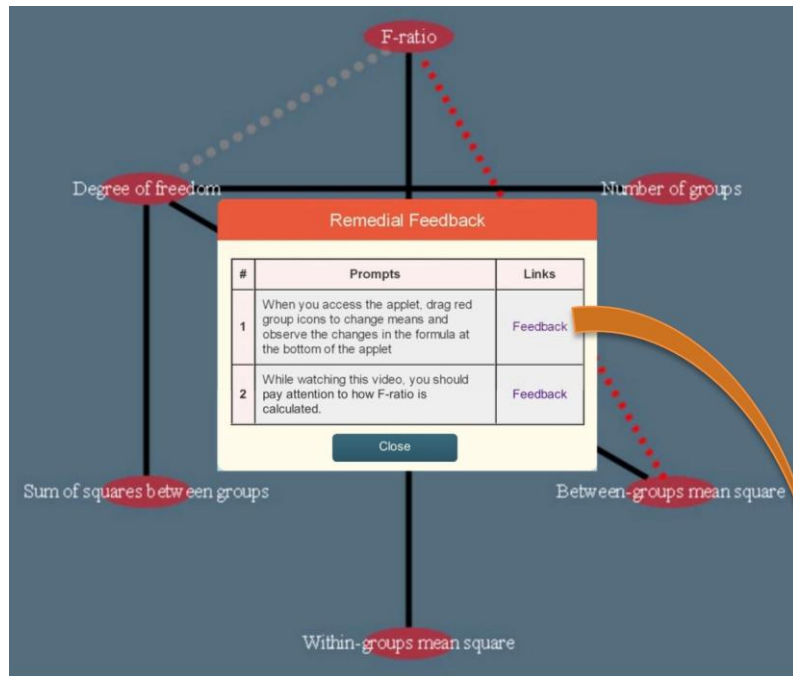 F-ratio
Degree of freedom
Number of groups
Remedial Feedback
# Prompts Links
1 When you access the applet, drag red
group icons to change means and
observe the changes in the formula at
the bottom of the applet
Feedback
2 While watching this video, you should
pay attention to how F-ratio is
calculated.
Feedback
Close
Sum of squares between groups
Between-groups mean square
Within-groups mean square